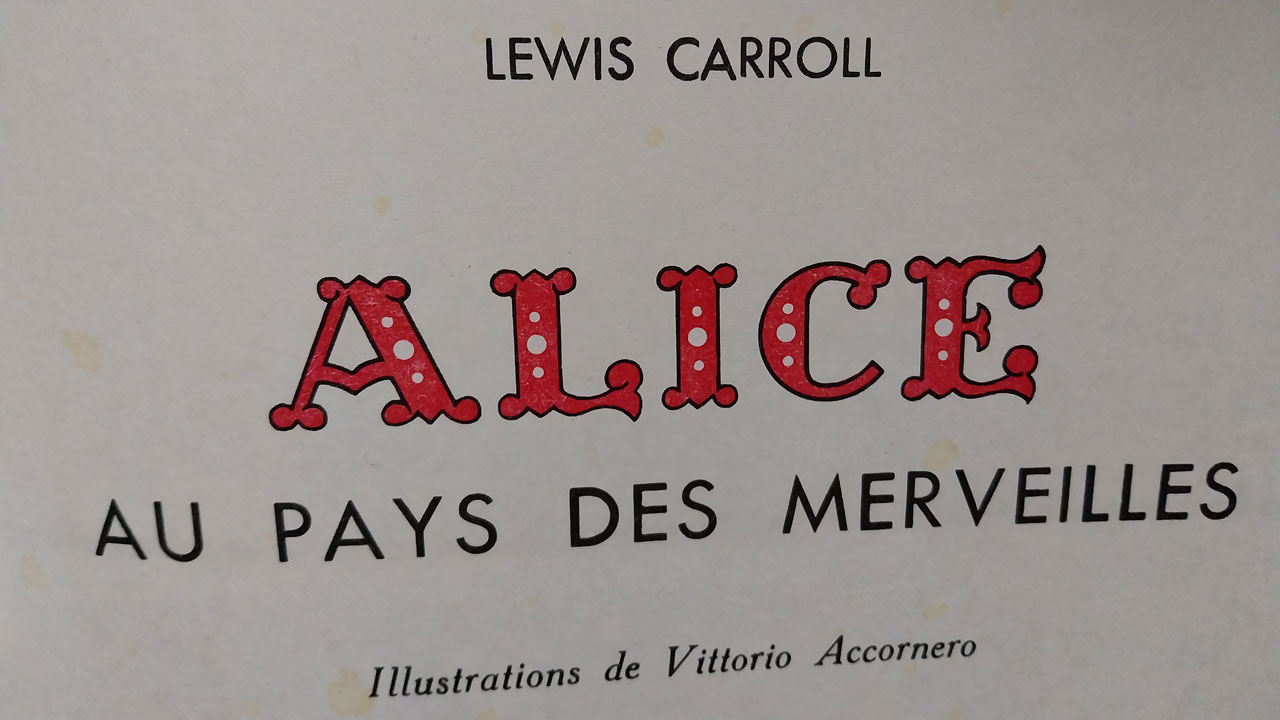 LEWIS CARROLL
ALICE
AU PAYS DES MERVEILLES
Illustrations de Vittorio Accornero